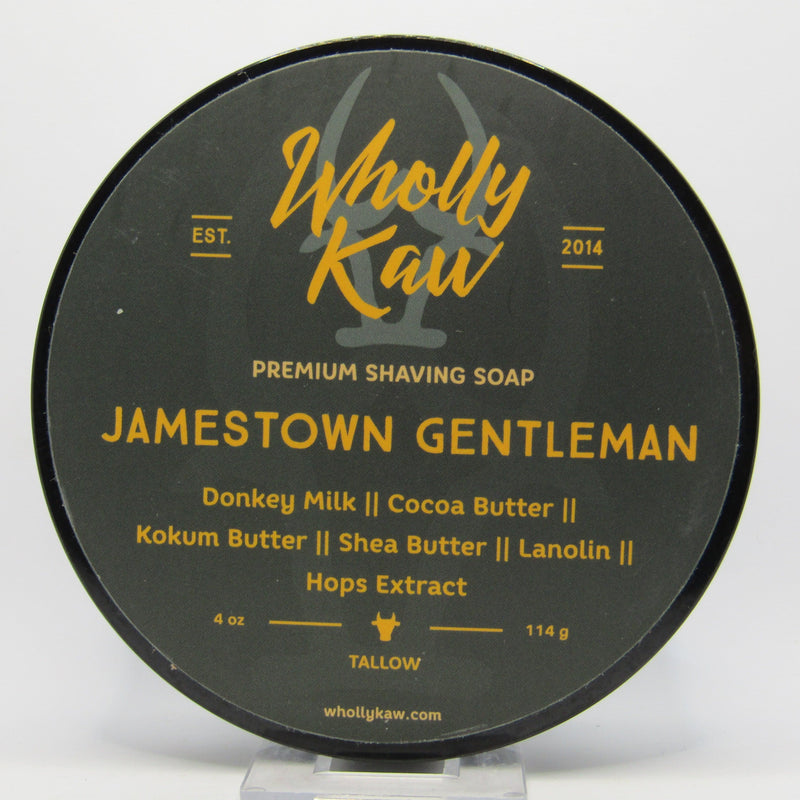 Wholly
Kaw
EST.
2014
PREMIUM SHAVING SOAP
JAMESTOWN GENTLEMAN
Donkey Milk || Cocoa Butter ||
Kokum Butter || Shea Butter || Lanolin ||
Hops Extract
4 oz
114 g
TALLOW
whollykaw.com